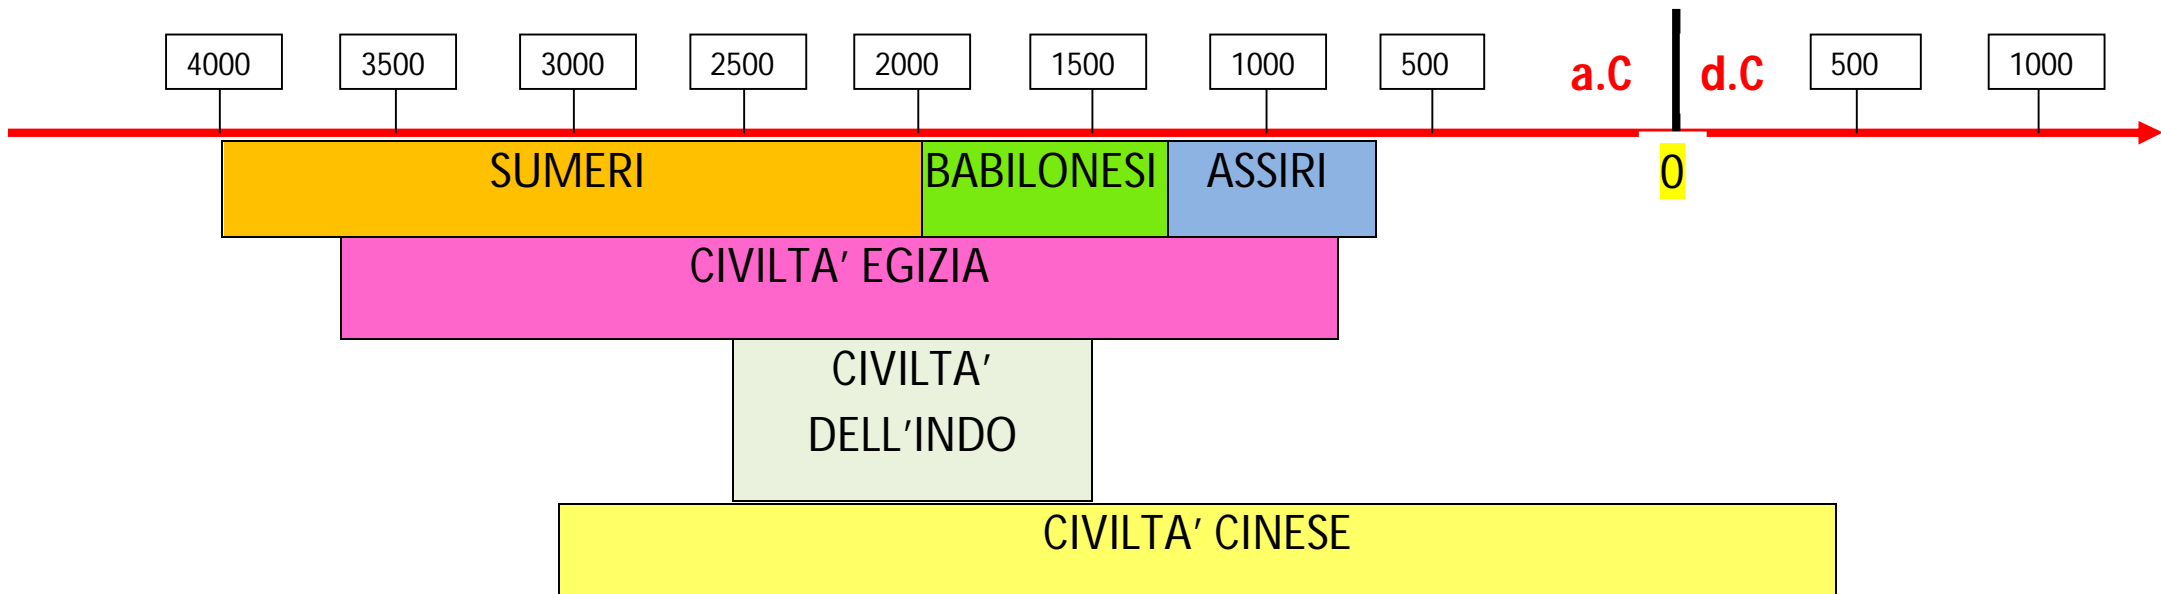 4000 3500 3000 2500 2000 1500 1000 500 a.C d.C 500 1000
0
SUMERI BABILONESI ASSIRI
CIVILTA’ EGIZIA
CIVILTA’
DELL’INDO
CIVILTA’ CINESE